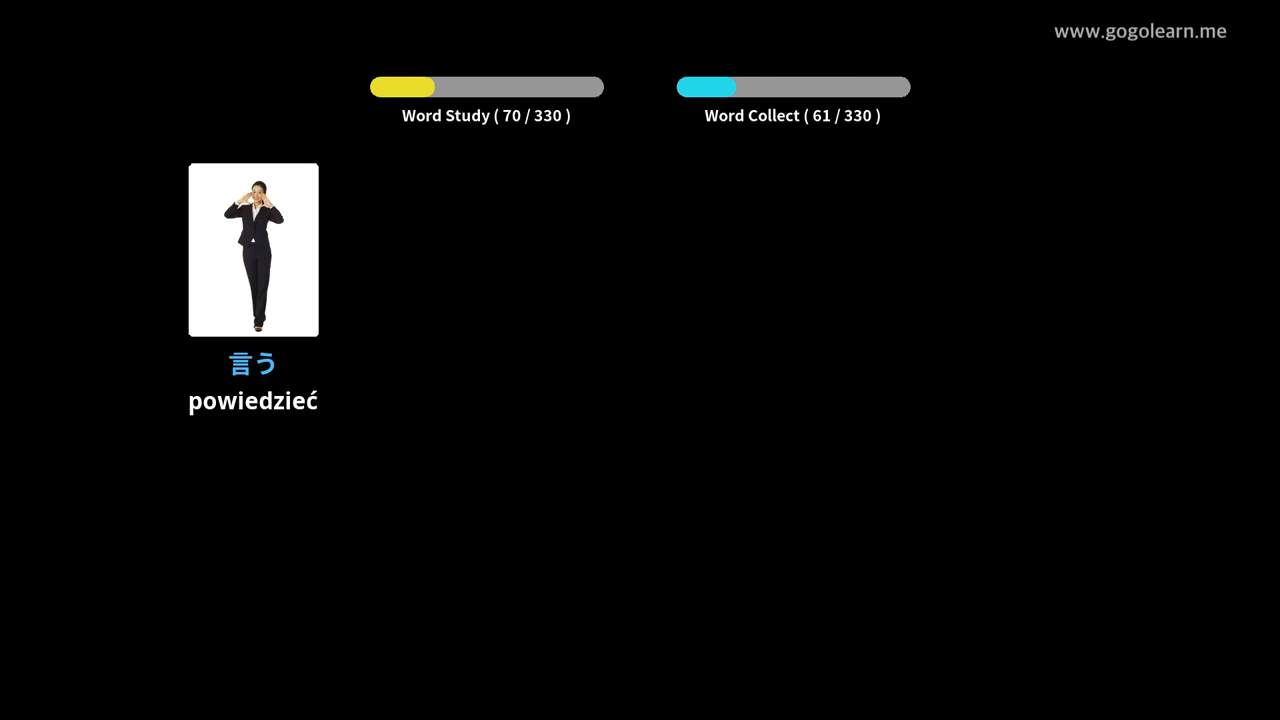 www.gogolearn.me
Word Study ( 70 / 330 )
Word Collect ( 61 / 330 )
言う
powiedzieć